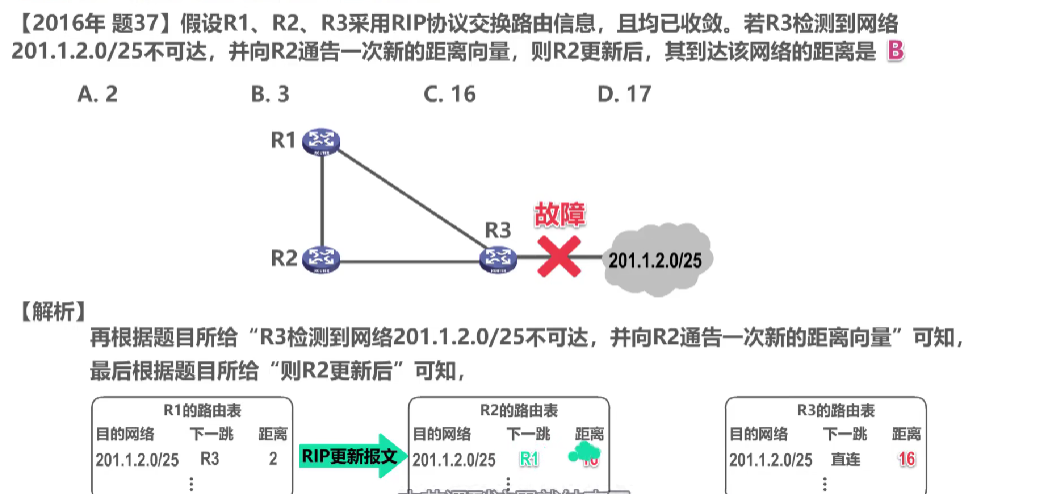 【2016年 题37】假设R1、R2、R3采用RIP协议交换路由信息，且均已收敛。若R3检测到网络
201.1.2.0/25不可达，并向R2通告一次新的距离向量，则R2更新后，其到达该网络的距离是 B
A. 2 B. 3 C. 16 D. 17
R1
故障
R3
R2
201.1.2.0/25
【解析】
再根据题目所给“R3检测到网络201.1.2.0/25不可达，并向R2通告一次新的距离向量”可知，
最后根据题目所给“则R2更新后”可知，
R1的路由表 R2的路由表 R3的路由表
目的网络 下一跳 距离 目的网络 下一跳 距离 目的网络 下一跳 距离
201.1.2.0/25 R3 2 RIP更新报文 201.1.2.0/25 R1 201.1.2.0/25 直连 16
⋮ ⋮ ⋮